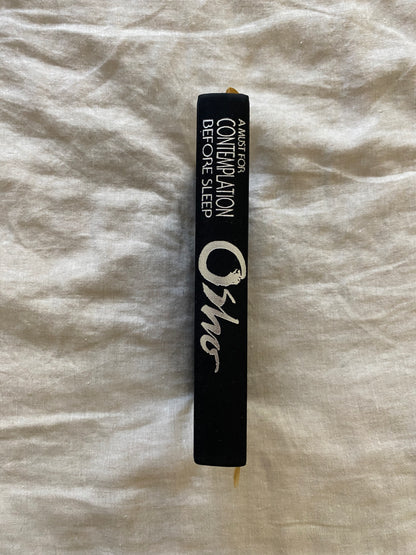 A MUST FOR
CONTEMPLATION
BEFORE SLEEP
Osho